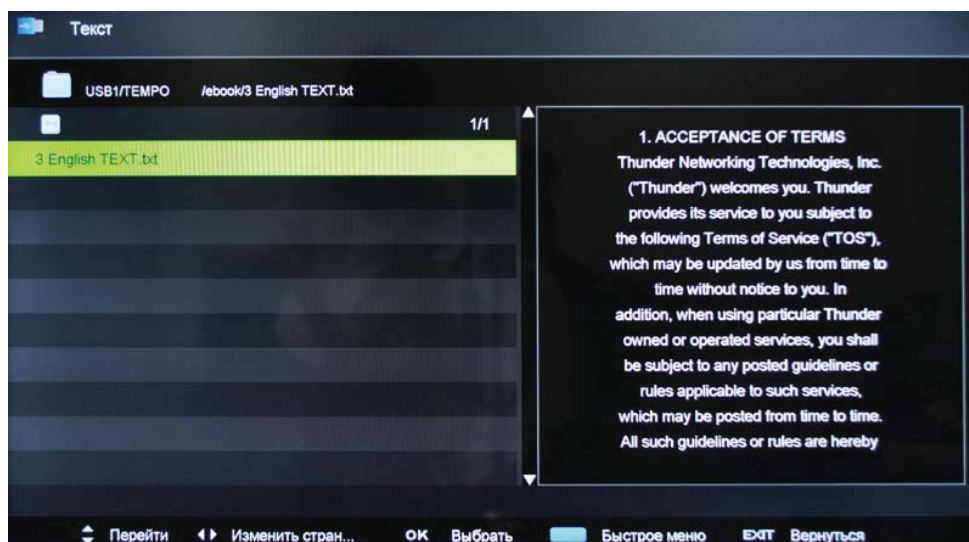 Текст
USB1/TEMPO /ebook/3 English TEXT.txt
1/1
3 English TEXT.txt
1. ACCEPTANCE OF TERMS
Thunder Networking Technologies, Inc.
("Thunder") welcomes you. Thunder
provides its service to you subject to
the following Terms of Service ("TOS"),
which may be updated by us from time to
time without notice to you. In
addition, when using particular Thunder
owned or operated services, you shall
be subject to any posted guidelines or
rules applicable to such services,
which may be posted from time to time.
All such guidelines or rules are hereby
Перейти Изменить стран... OK Выбрать Быстрое меню EXIT Вернуться